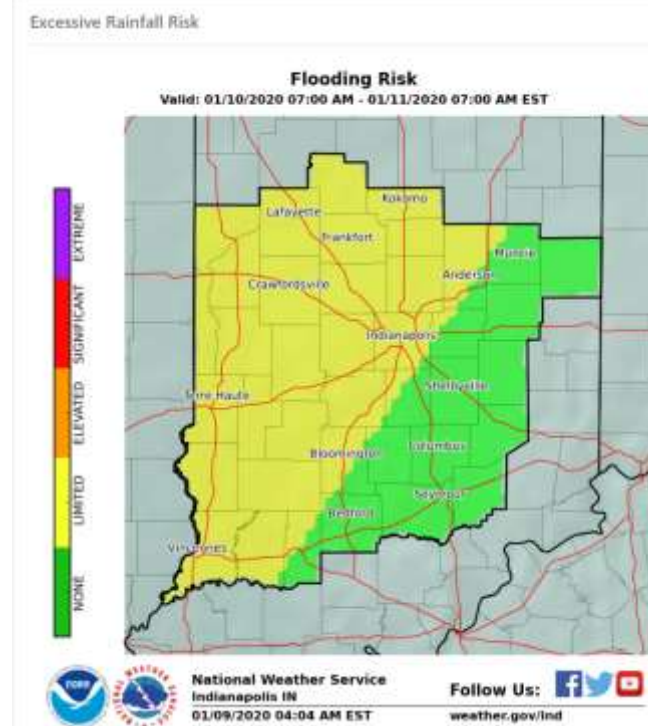 Excessive Rainfall Risk
Flooding Risk
Valid: 01/10/2020 07:00 AM - 01/11/2020 07:00 AM EST
EXTREME
SIGNIFICANT
ELEVATED
LIMITED
NONE
Kokomo
Lafayette
Frankfort
Muncie
Anderson
Crawfordsville
Indianapolis
Shelbyville
Terre Haute
Columbus
Bloomington
Seymour
Bedford
Vincennes
National Weather Service
Indianapolis IN
01/09/2020 04:04 AM EST
Follow Us:
weather.gov/ind